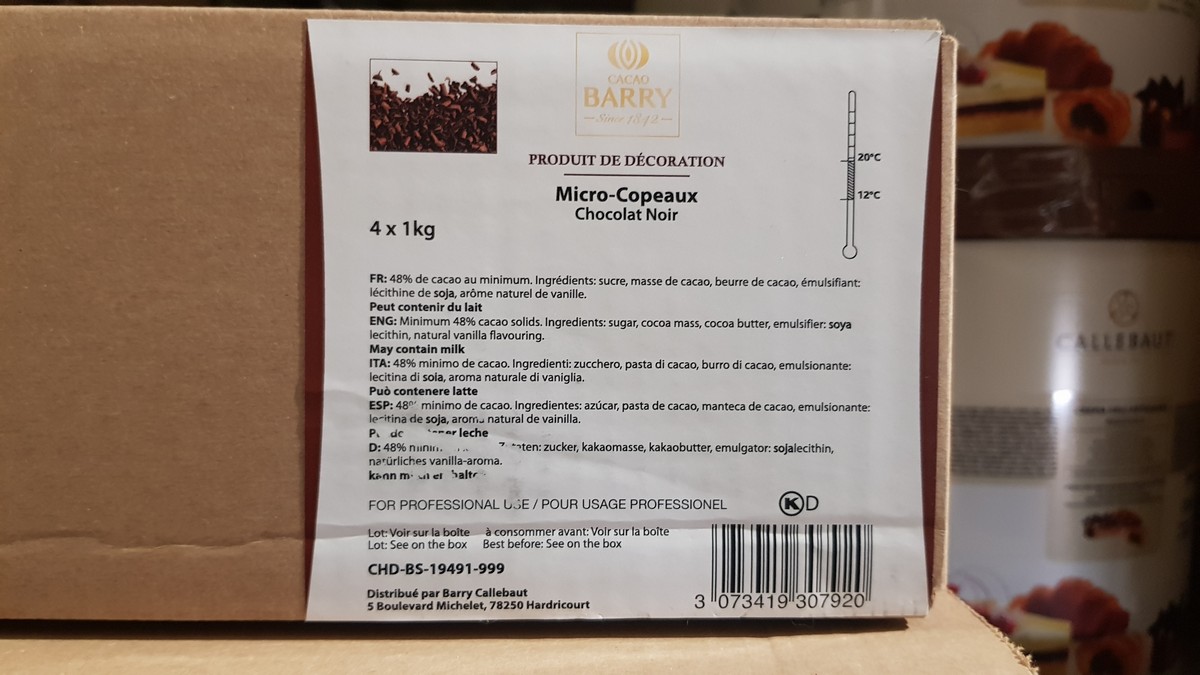 CACAO
BARRY
Since 1842
PRODUIT DE DÉCORATION
Micro-Copeaux
Chocolat Noir
4 x 1kg
20°C
12°C
FR: 48% de cacao au minimum. Ingrédients: sucre, masse de cacao, beurre de cacao, émulsifiant:
lécithine de soja, arôme naturel de vanille.
Peut contenir du lait
ENG: Minimum 48% cacao solids. Ingredients: sugar, cocoa mass, cocoa butter, emulsifier: soya
lecithin, natural vanilla flavouring.
May contain milk
ITA: 48% minimo de cacao. Ingredienti: zucchero, pasta di cacao, burro di cacao, emulsionante:
lecitina di soia, aroma naturale di vaniglia.
Può contenere latte
ESP: 48% minimo de cacao. Ingredientes: azúcar, pasta de cacao, manteca de cacao, emulsionante:
lecitina de soja, aroma natural de vainilla.
leche
D: 48% zucker, kakaomasse, kakaobutter, emulgator: sojalecithin,
natürliches vanilla-aroma.
kann
FOR PROFESSIONAL USE / POUR USAGE PROFESSIONEL
K D
Lot: Voir sur la boîte à consommer avant: Voir sur la boîte
Lot: See on the box Best before: See on the box
CHD-BS-19491-999
Distribué par Barry Callebaut
5 Boulevard Michelet, 78250 Hardricourt
3 073419 307920
CALLEBAUT